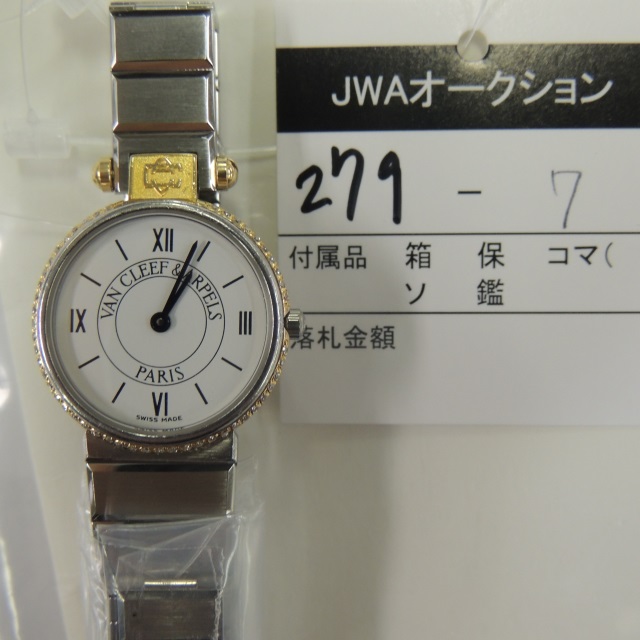 JWAオークション
279 - 7
付属品 箱 保 コマ(
ソ 鑑
落札金額
XII
VAN CLEEF & ARPELS
IX III
PARIS
VI
SWISS MADE